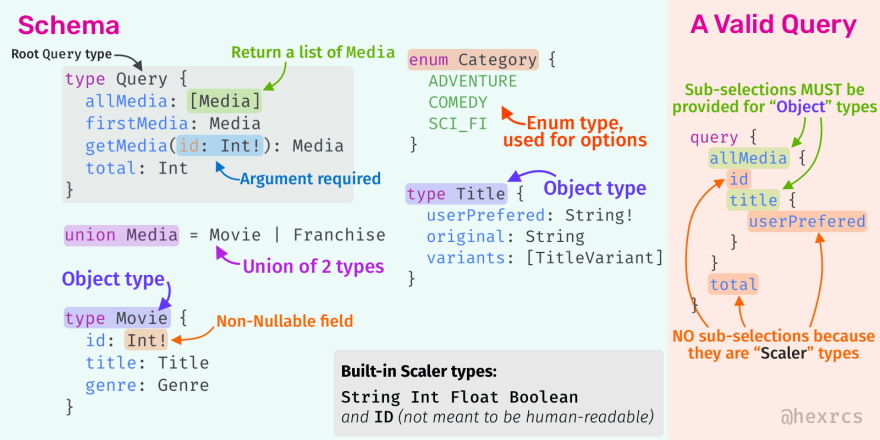 Schema
Root Query type
Return a list of Media
type Query {
allMedia: [Media]
firstMedia: Media
getMedia(id: Int!): Media
total: Int
}
Argument required
union Media = Movie | Franchise
Union of 2 types
Object type
type Movie {
id: Int!
title: Title
genre: Genre
}
Non-Nullable field
enum Category {
ADVENTURE
COMEDY
SCI_FI
}
Enum type,
used for options
Object type
type Title {
userPrefered: String!
original: String
variants: [TitleVariant]
}
Built-in Scaler types:
String Int Float Boolean
and ID (not meant to be human-readable)
A Valid Query
Sub-selections MUST be
provided for “Object” types
query {
allMedia {
id
title {
userPrefered
}
}
total
}
NO sub-selections because
they are “Scaler” types
@hexrcs